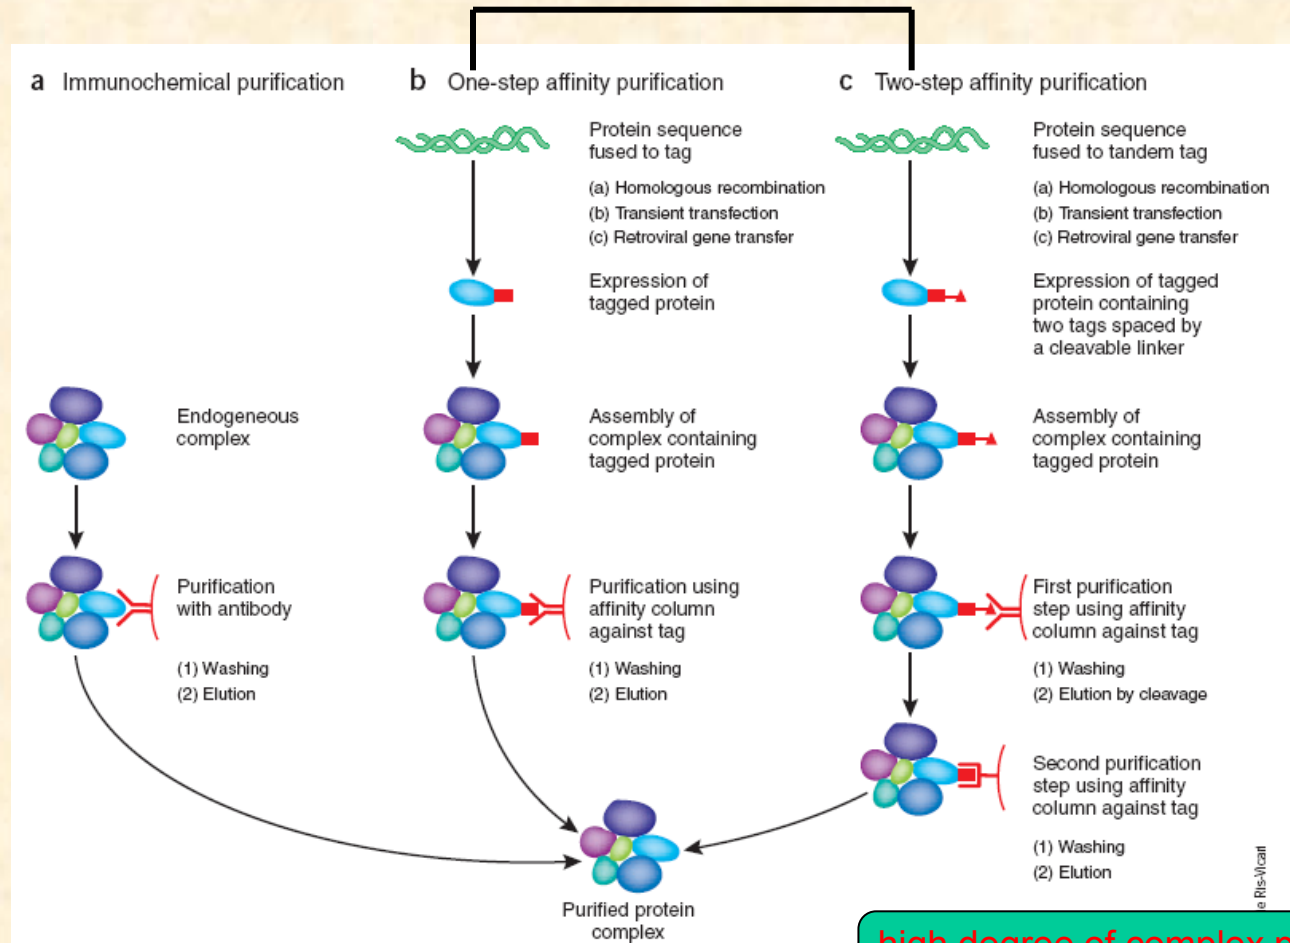 a Immunochemical purification
Endogeneous
complex
Purification
with antibody
(1) Washing
(2) Elution
b One-step affinity purification
Protein sequence
fused to tag
(a) Homologous recombination
(b) Transient transfection
(c) Retroviral gene transfer
Expression of
tagged protein
Assembly of
complex containing
tagged protein
Purification using
affinity column
against tag
(1) Washing
(2) Elution
c Two-step affinity purification
Protein sequence
fused to tandem tag
(a) Homologous recombination
(b) Transient transfection
(c) Retroviral gene transfer
Expression of tagged
protein containing
two tags spaced by
a cleavable linker
Assembly of
complex containing
tagged protein
First purification
step using affinity
column against tag
(1) Washing
(2) Elution by cleavage
Second purification
step using affinity
column against tag
(1) Washing
(2) Elution
Purified protein
complex
high degree of complex